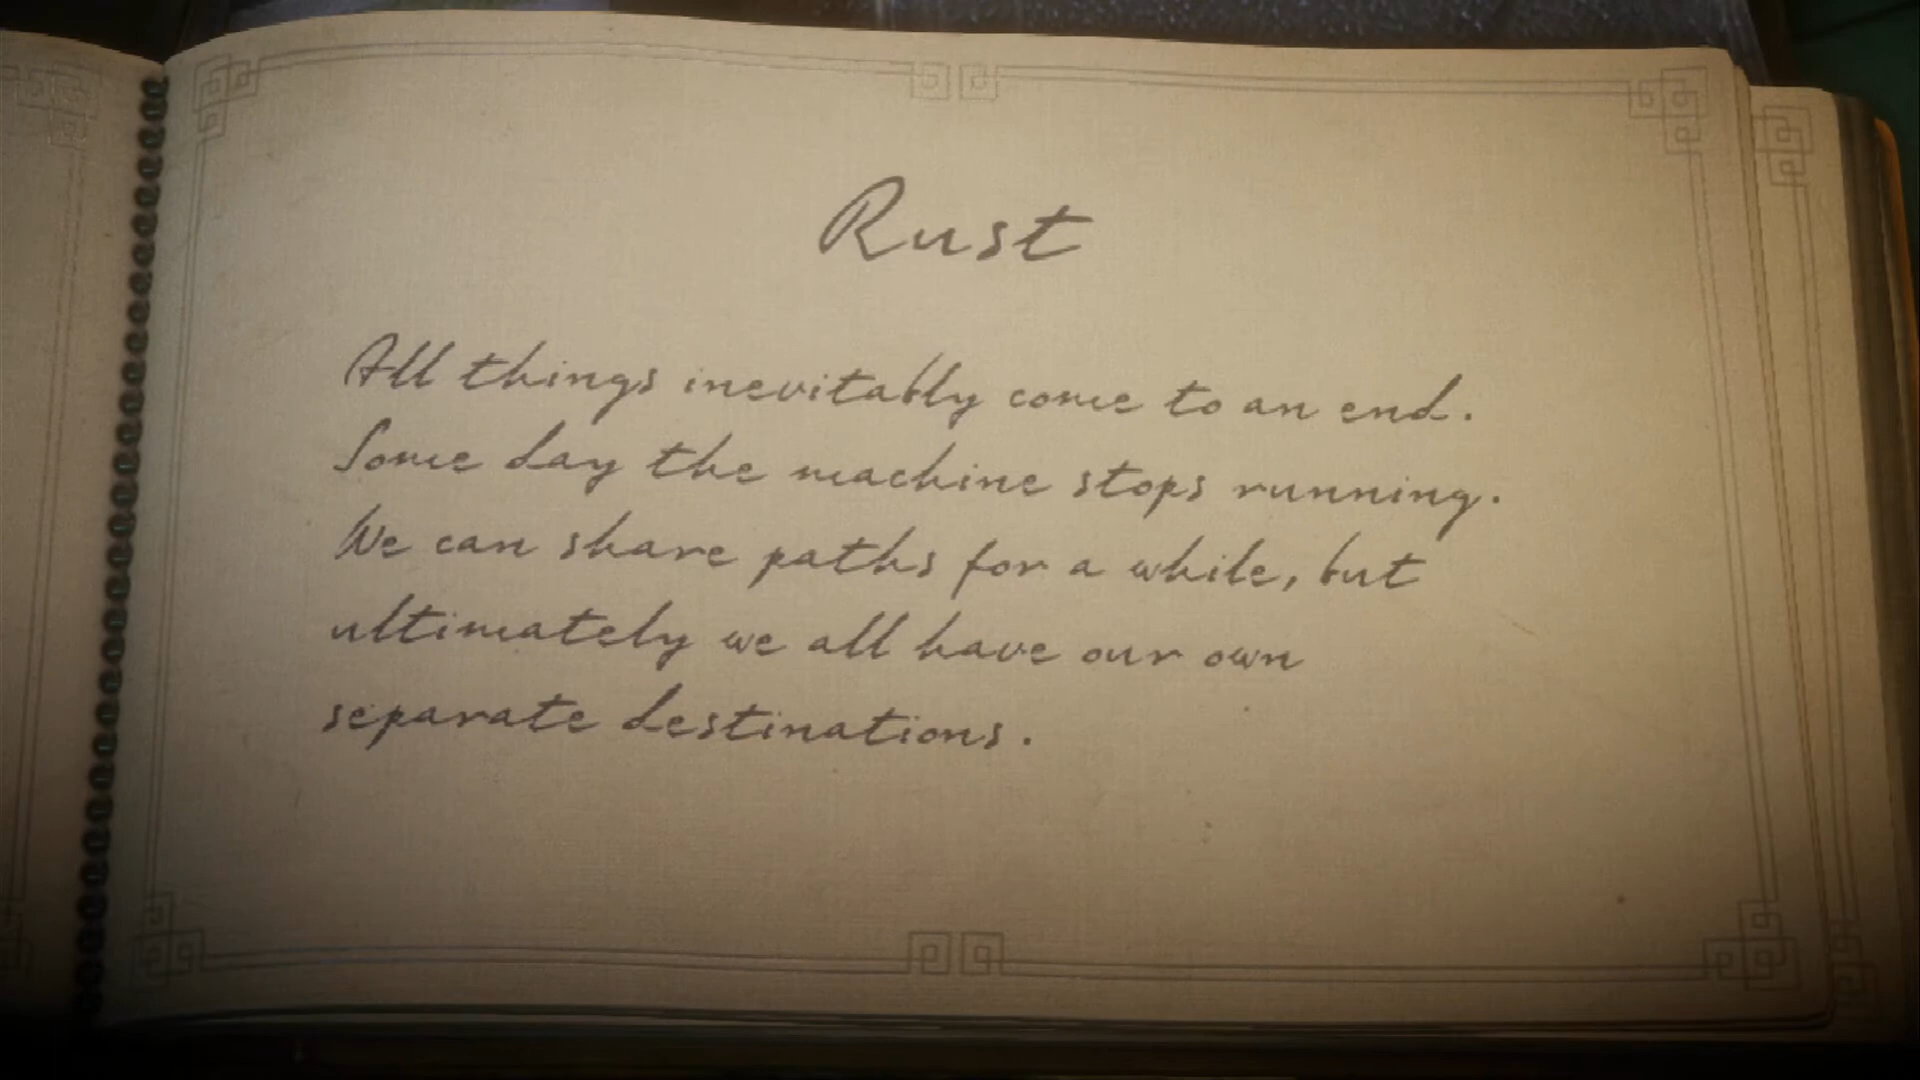 Rust
All things inevitably come to an end.
Some day the machine stops running.
We can share paths for a while, but
ultimately we all have our own
separate destinations.